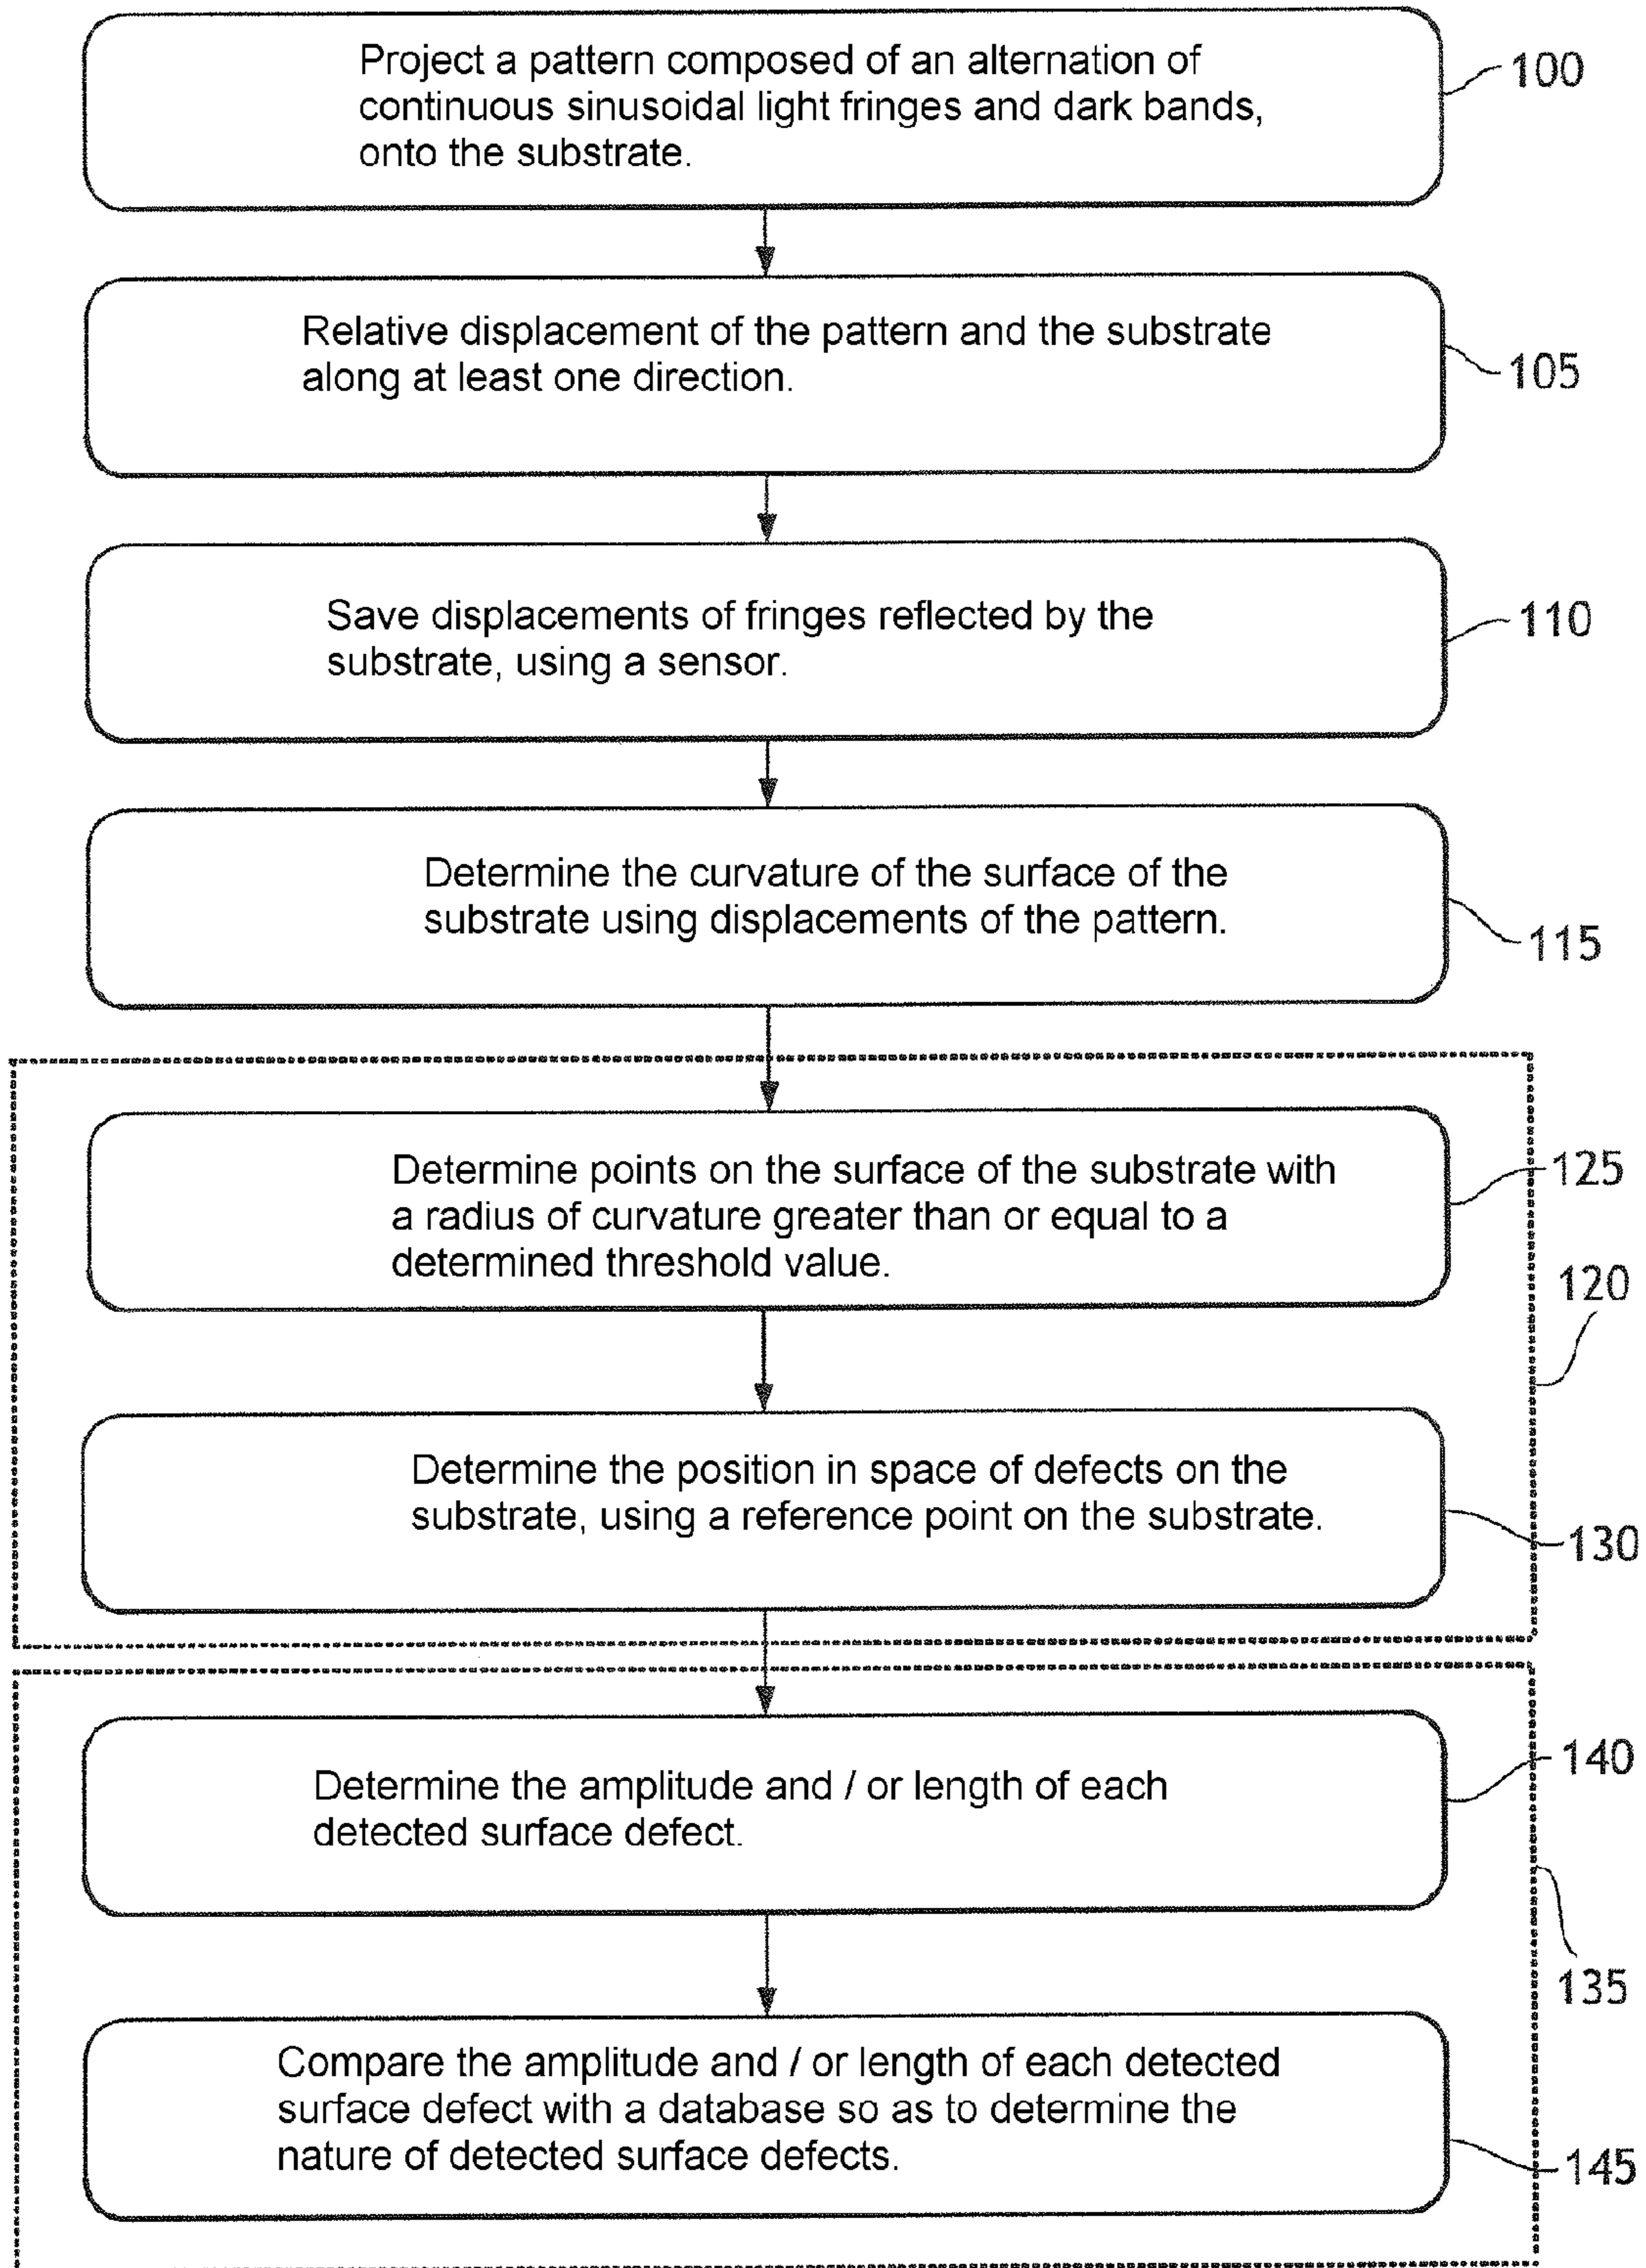 Project a pattern composed of an alternation of
continuous sinusoidal light fringes and dark bands,
onto the substrate.
100
Relative displacement of the pattern and the substrate
along at least one direction.
105
Save displacements of fringes reflected by the
substrate, using a sensor.
110
Determine the curvature of the surface of the
substrate using displacements of the pattern.
115
Determine points on the surface of the substrate with
a radius of curvature greater than or equal to a
determined threshold value.
125
120
Determine the position in space of defects on the
substrate, using a reference point on the substrate.
130
Determine the amplitude and / or length of each
detected surface defect.
140
135
Compare the amplitude and / or length of each detected
surface defect with a database so as to determine the
nature of detected surface defects.
145